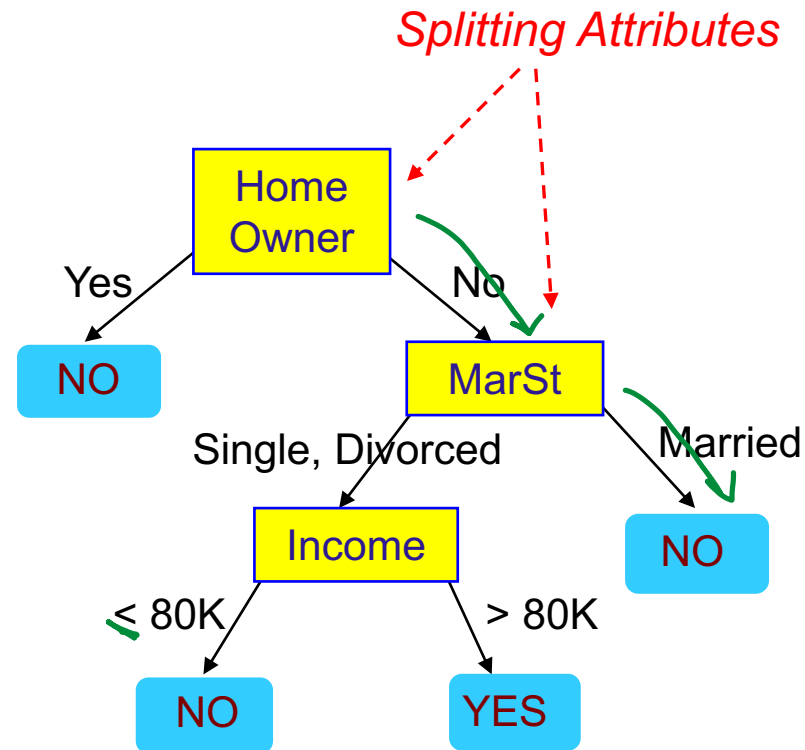 Splitting Attributes
Home
Owner
Yes
No
NO
MarSt
Single, Divorced
Married
Income
NO
< 80K
> 80K
NO
YES